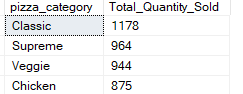 pizza_category Total_Quantity_Sold
Classic 1178
Supreme 964
Veggie 944
Chicken 875